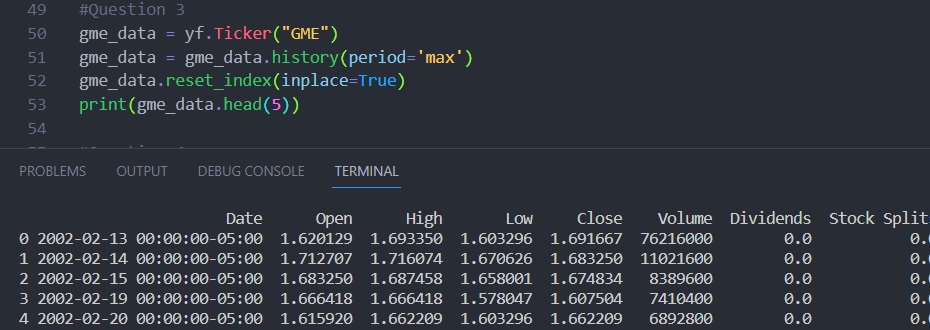 49 #Question 3
50 gme_data = yf.Ticker("GME")
51 gme_data = gme_data.history(period='max')
52 gme_data.reset_index(inplace=True)
53 print(gme_data.head(5))
54
PROBLEMS OUTPUT DEBUG CONSOLE TERMINAL
Date Open High Low Close Volume Dividends Stock Split
0 2002-02-13 00:00:00-05:00 1.620129 1.693350 1.603296 1.691667 76216000 0.0 0.
1 2002-02-14 00:00:00-05:00 1.712707 1.716074 1.670626 1.683250 11021600 0.0 0.
2 2002-02-15 00:00:00-05:00 1.683250 1.687458 1.658001 1.674834 8389600 0.0 0.
3 2002-02-19 00:00:00-05:00 1.666418 1.666418 1.578047 1.607504 7410400 0.0 0.
4 2002-02-20 00:00:00-05:00 1.615920 1.662209 1.603296 1.662209 6892800 0.0 0.